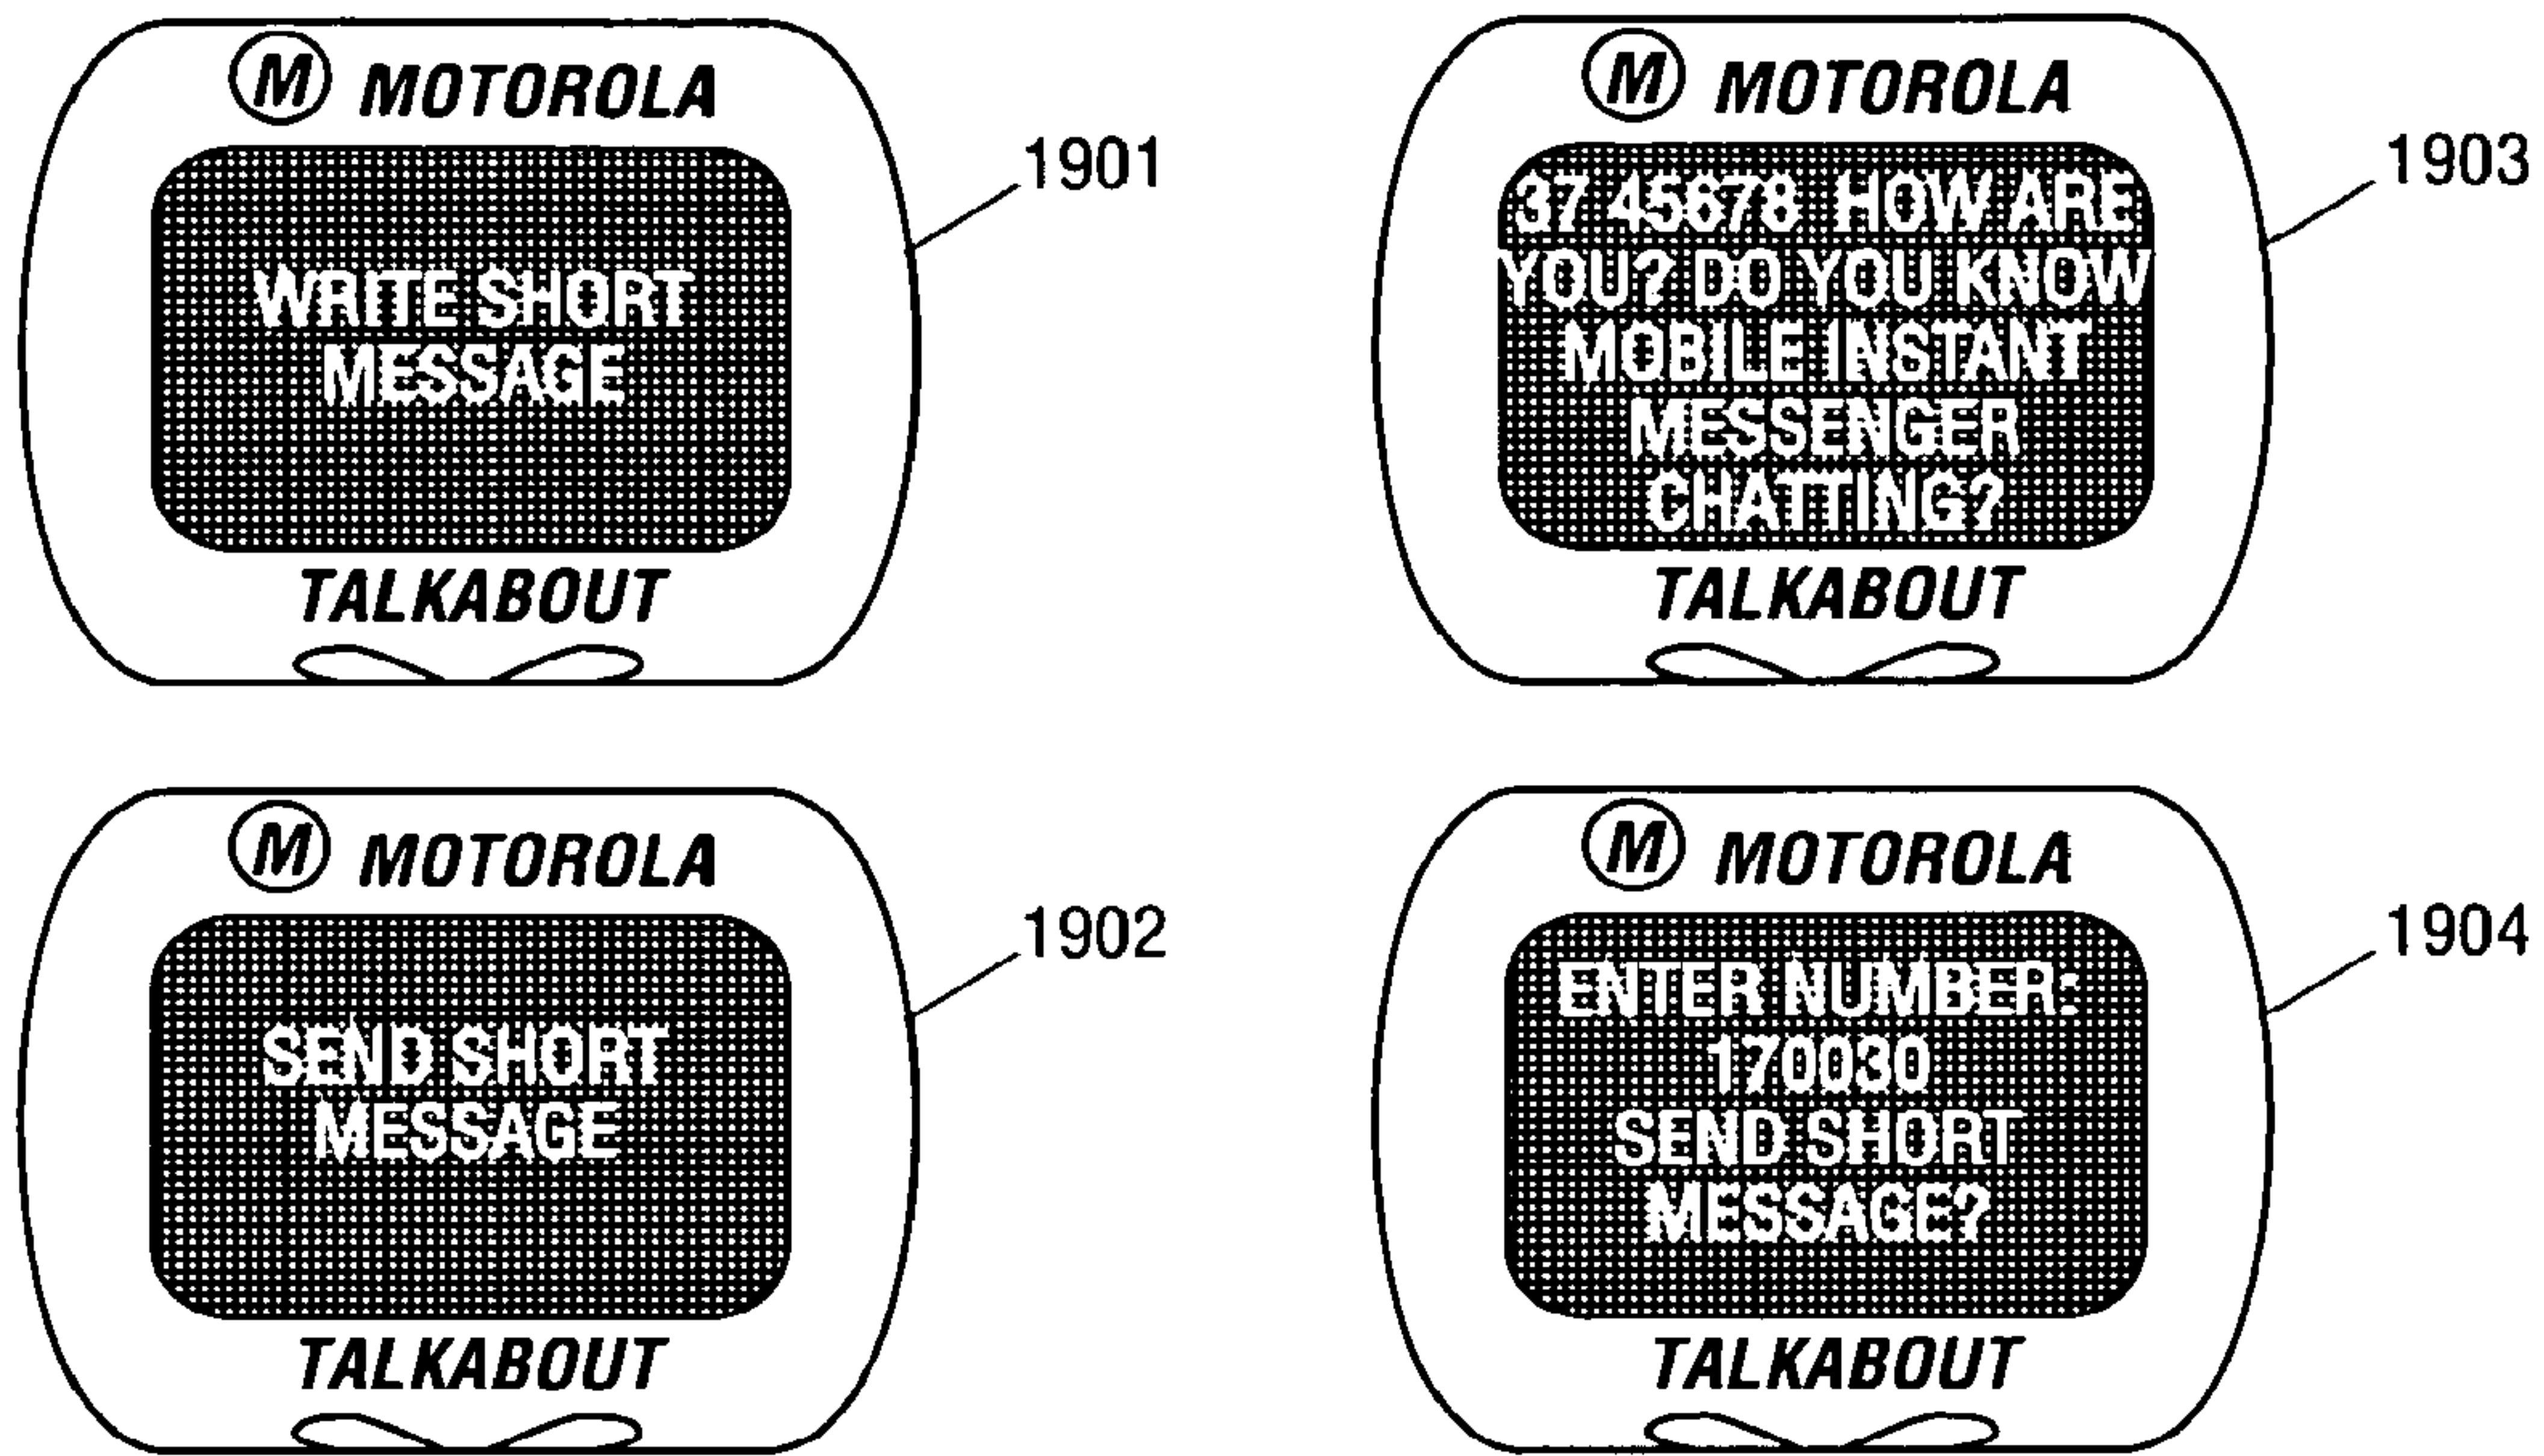 M MOTOROLA
WRITE SHORT
MESSAGE
TALKABOUT
1901
M MOTOROLA
37 45678 HOW ARE
YOU? DO YOU KNOW
MOBILE INSTANT
MESSENGER
CHATTING?
TALKABOUT
1903
M MOTOROLA
SEND SHORT
MESSAGE
TALKABOUT
1902
M MOTOROLA
ENTER NUMBER:
170030
SEND SHORT
MESSAGE?
TALKABOUT
1904